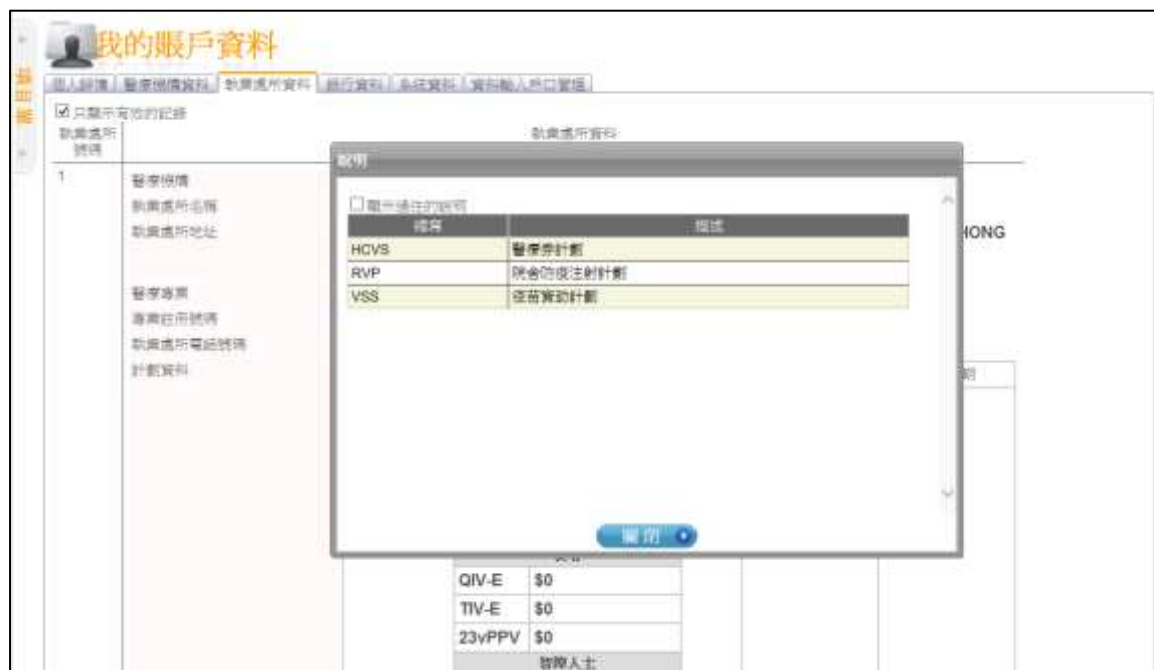 我的賬戶資料
個人詳情 醫療機構資料 執業處所資料 銀行資料 系統資料 資料輸入戶口管理
只顯示有效的記錄
執業處所
號碼
執業處所資料
1
醫療機構
執業處所名稱
執業處所地址
HONG
醫療專業
專業註冊號碼
執業處所電話號碼
計劃資料
說明
顯示過往的說明
縮寫 描述
HCVS 醫療券計劃
RVP 院舍防疫注射計劃
VSS 疫苗資助計劃
關閉
QIV-E $0
TIV-E $0
23vPPV $0
智障人士